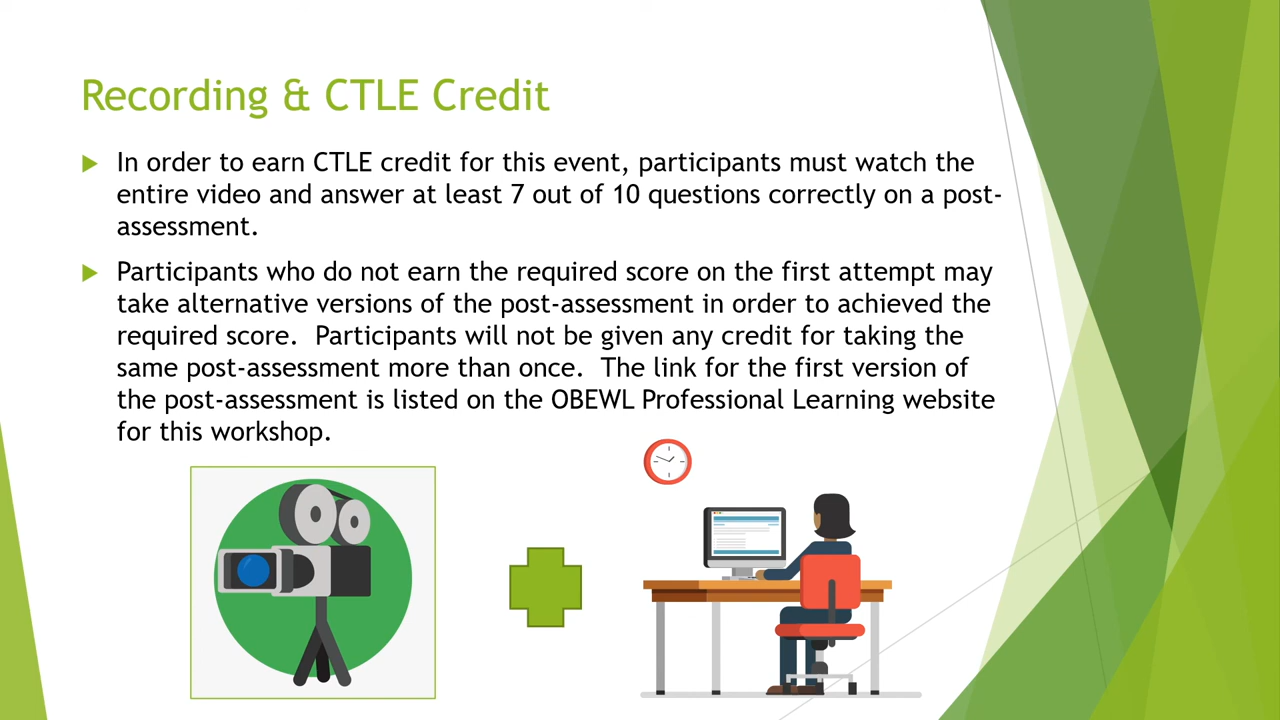 Recording & CTLE Credit
In order to earn CTLE credit for this event, participants must watch the
entire video and answer at least 7 out of 10 questions correctly on a post-
assessment.
Participants who do not earn the required score on the first attempt may
take alternative versions of the post-assessment in order to achieved the
required score.  Participants will not be given any credit for taking the
same post-assessment more than once.  The link for the first version of
the post-assessment is listed on the OBEWL Professional Learning website
for this workshop.